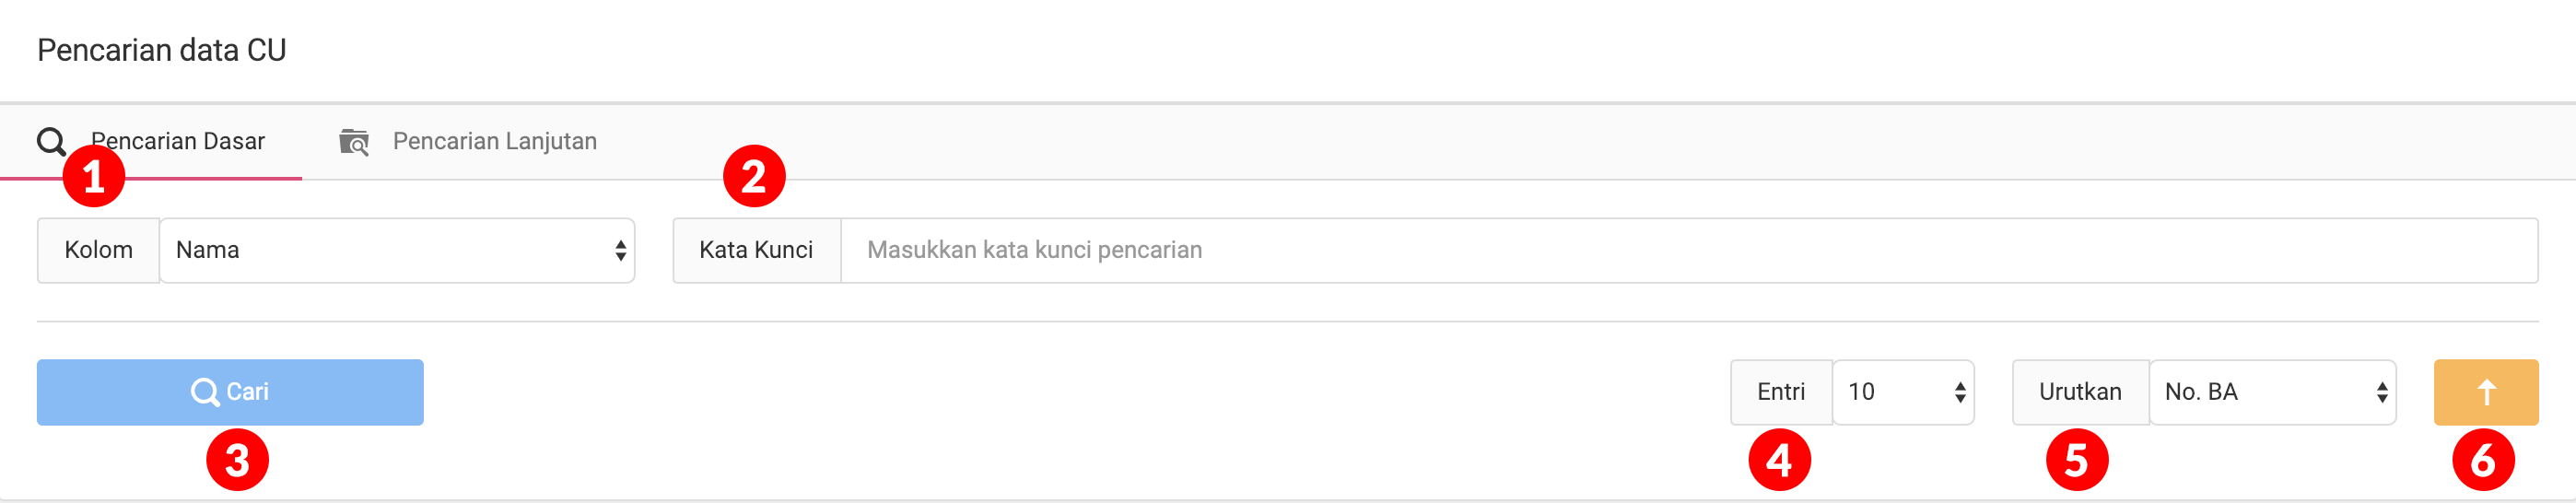 Pencarian data CU
Pencarian Dasar Pencarian Lanjutan
1 2
Kolom Nama Kata Kunci Masukkan kata kunci pencarian
Cari Entri 10 Urutkan No. BA
3 4 5 6